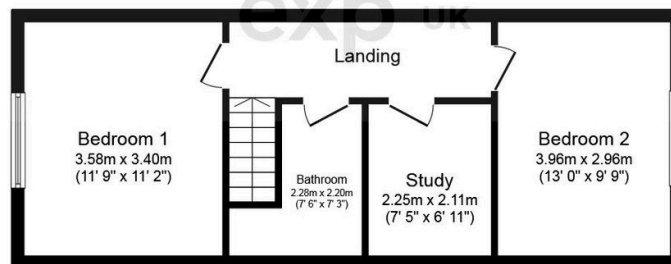 exp UK
Landing
Bedroom 1
3.58m x 3.40m
(11' 9" x 11' 2")
Bathroom
2.28m x 2.20m
(7' 6" x 7' 3")
Study
2.25m x 2.11m
(7' 5" x 6' 11")
Bedroom 2
3.96m x 2.96m
(13' 0" x 9' 9")